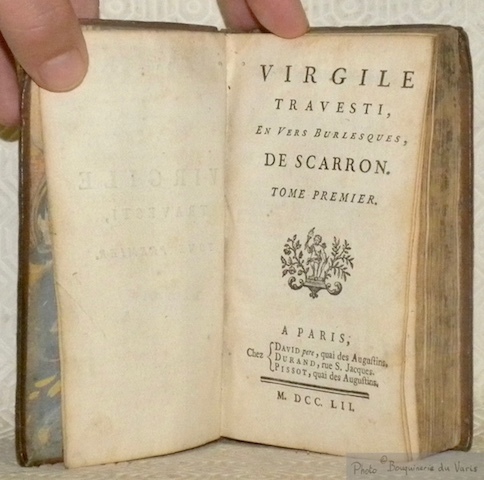 VIRGILE
TRAVESTI,
EN VERS BURLESQUES,
DE SCARRON.
TOME PREMIER.
A PARIS,
Chez
DAVID pere, quai des Augustins,
DURAND, rue S. Jacques.
PISSOT, quai des Augustins,
M. DCC. LII.
Photo © Bouquinerie du Varis